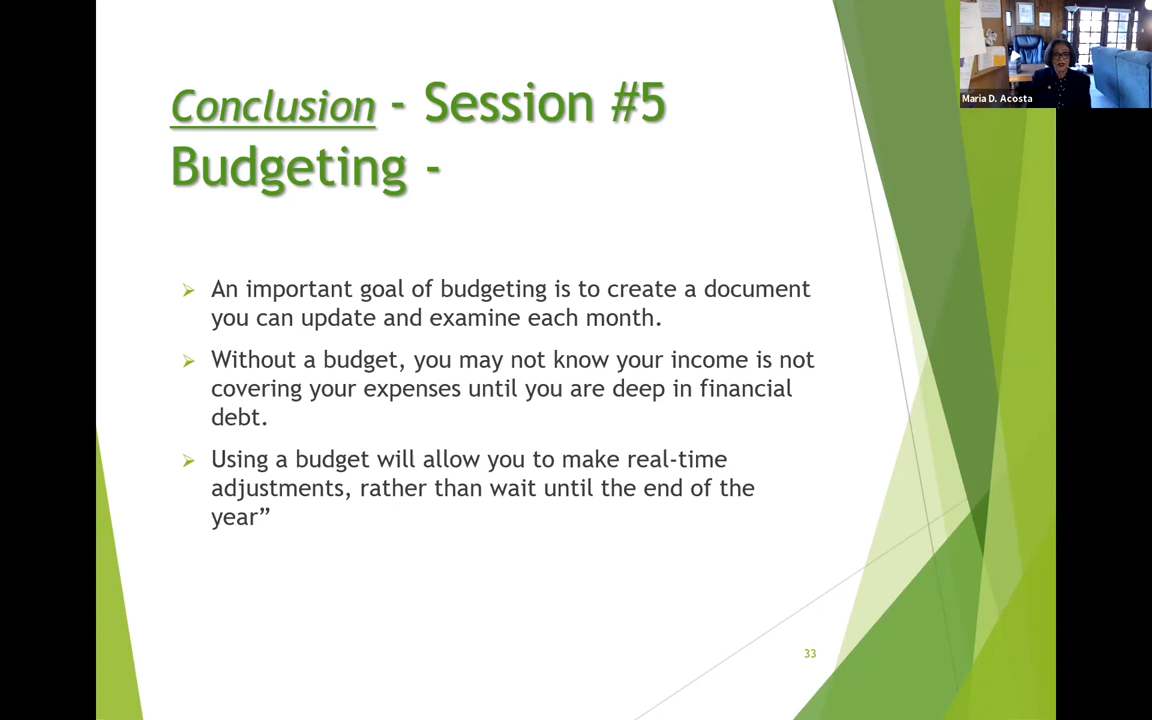 Conclusion - Session #5
Budgeting -
Maria D. Acosta
➢ An important goal of budgeting is to create a document
you can update and examine each month.
➢ Without a budget, you may not know your income is not
covering your expenses until you are deep in financial
debt.
➢ Using a budget will allow you to make real-time
adjustments, rather than wait until the end of the
year”
33